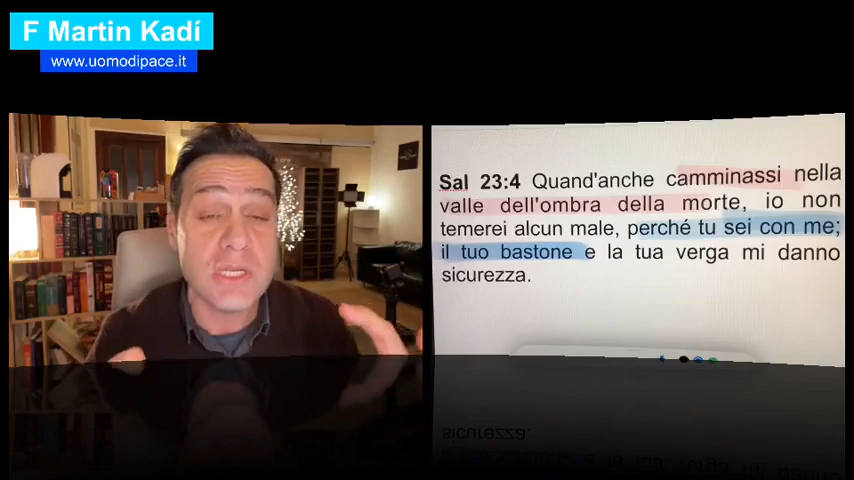 F Martin Kadí
www.uomodipace.it
Sal 23:4 Quand'anche camminassi nella
valle dell'ombra della morte, io non
temerei alcun male, perché tu sei con me;
il tuo bastone e la tua verga mi danno
sicurezza.